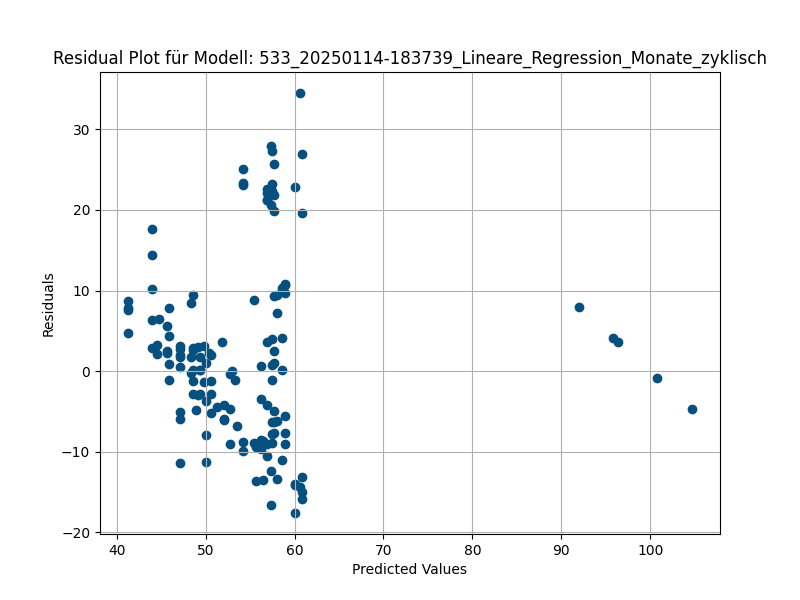 Residual Plot für Modell: 533_20250114-183739_Lineare_Regression_Monate_zyklisch
30
20
10
0
−10
−20
Residuals
40 50 60 70 80 90 100
Predicted Values